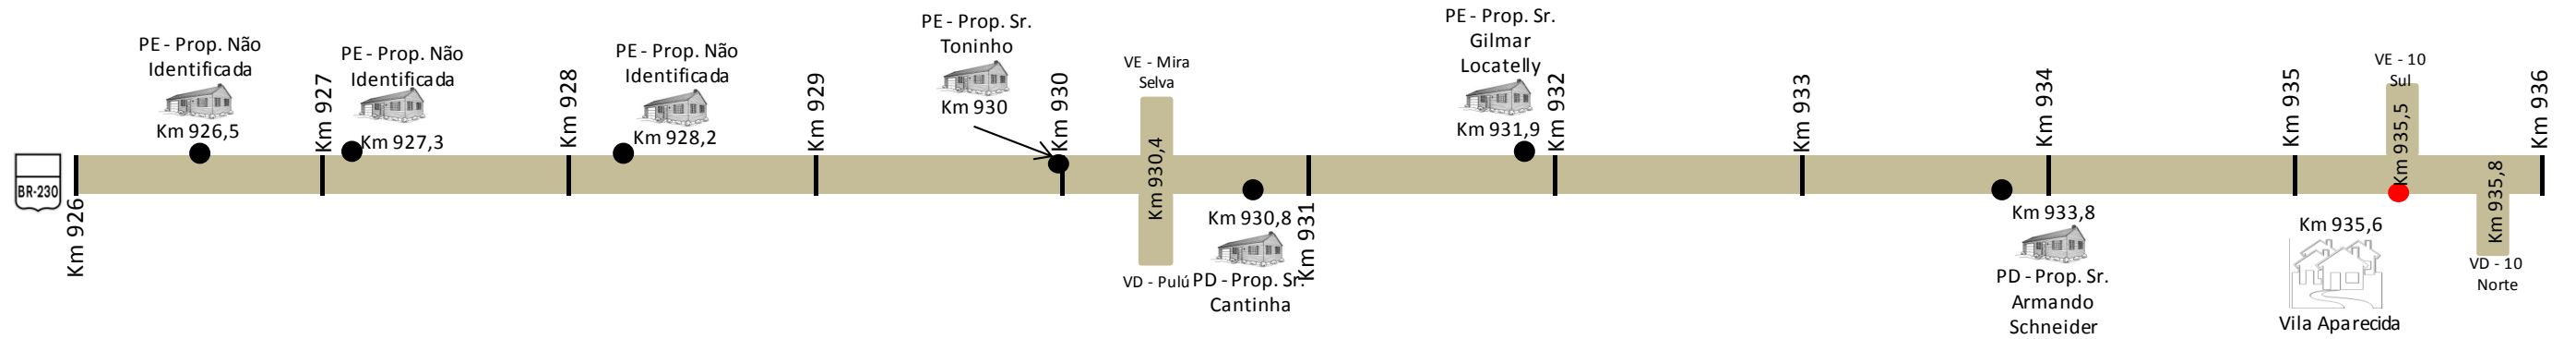 BR-230
Km 926
PE - Prop. Não
Identificada
Km 926,5
Km 927
PE - Prop. Não
Identificada
Km 927,3
Km 928
PE - Prop. Não
Identificada
Km 928,2
Km 929
PE - Prop. Sr.
Toninho
Km 930
Km 930
VE - Mira
Selva
Km 930,4
VD - Pulú
Km 930,8
PD - Prop. Sr.
Cantinha
Km 931
PE - Prop. Sr.
Gilmar
Locatelly
Km 931,9
Km 932
Km 933
Km 933,8
PD - Prop. Sr.
Armando
Schneider
Km 934
Km 935
VE - 10
Sul
Km 935,5
Km 935,6
Vila Aparecida
Km 935,8
VD - 10
Norte
Km 936